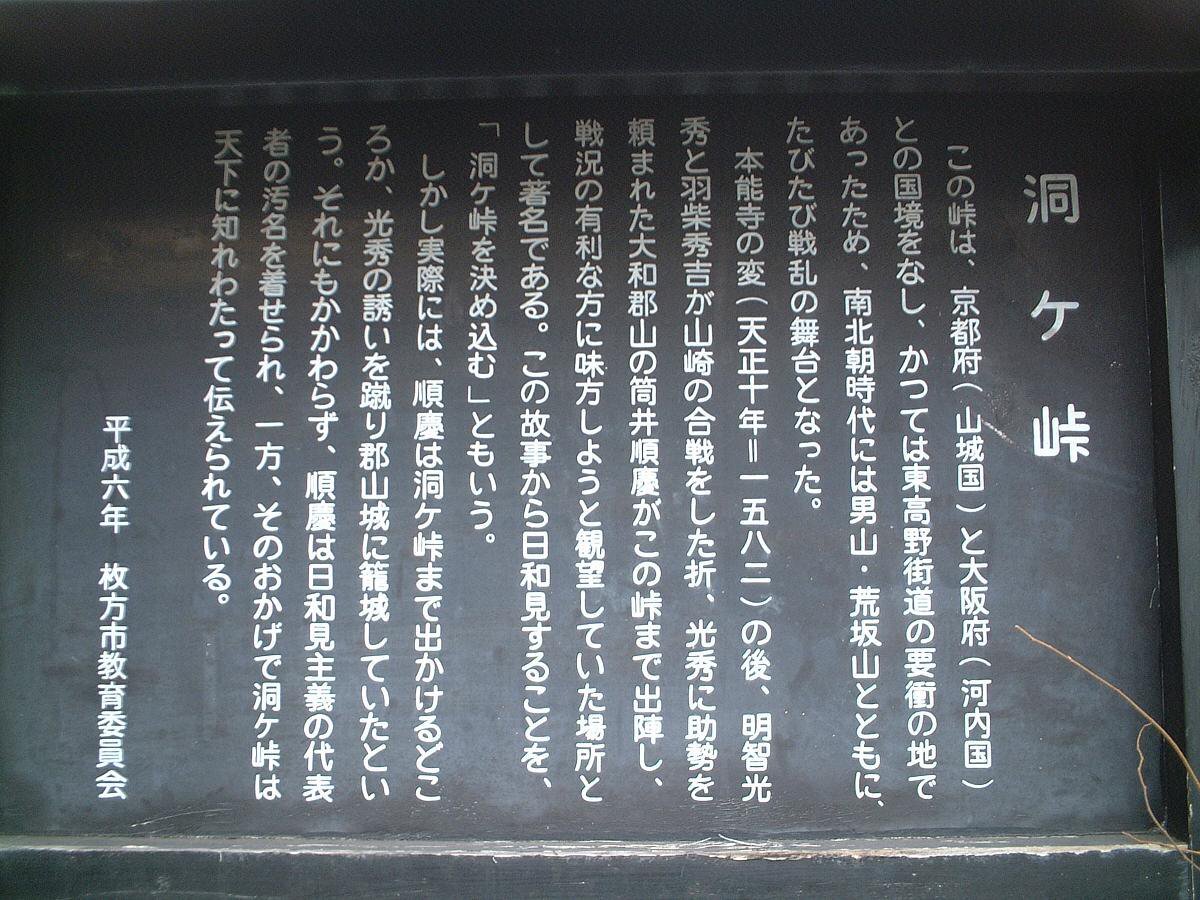 洞ケ峠
この峠は、京都府(山城国)と大阪府(河内国)
との国境をなし、かつては東高野街道の要衝の地で
あったため、南北朝時代には男山・荒坂山とともに、
たびたび戦乱の舞台となった。
本能寺の変(天正十年=一五八二)の後、明智光
秀と羽柴秀吉が山崎の合戦をした折、光秀に助勢を
頼まれた大和郡山の筒井順慶がこの峠まで出陣し、
戦況の有利な方に味方しようと観望していた場所と
して著名である。この故事から日和見することを、
「洞ケ峠を決め込む」ともいう。
しかし実際には、順慶は洞ケ峠まで出かけるどこ
ろか、光秀の誘いを蹴り郡山城に籠城していたとい
う。それにもかかわらず、順慶は日和見主義の代表
者の汚名を着せられ、一方、そのおかげで洞ケ峠は
天下に知れわたって伝えられている。
平成六年 枚方市教育委員会